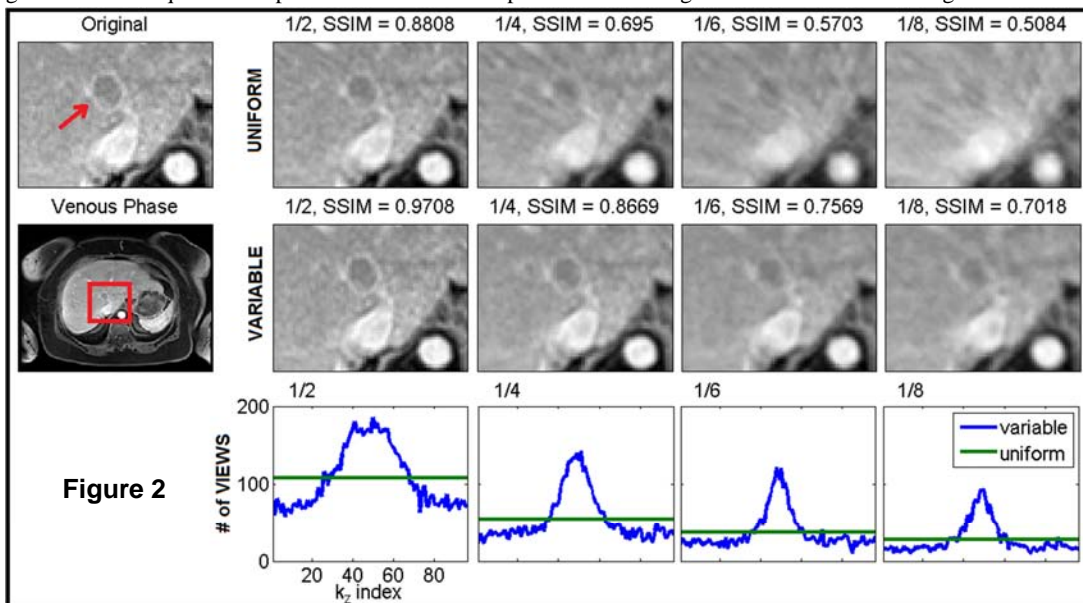 Original
1/2, SSIM = 0.8808
1/4, SSIM = 0.695
1/6, SSIM = 0.5703
1/8, SSIM = 0.5084
UNIFORM
Venous Phase
1/2, SSIM = 0.9708
1/4, SSIM = 0.8669
1/6, SSIM = 0.7569
1/8, SSIM = 0.7018
VARIABLE
1/2
1/4
1/6
1/8
200
100
0
# of VIEWS
20 40 60 80
kz index
variable
uniform
Figure 2